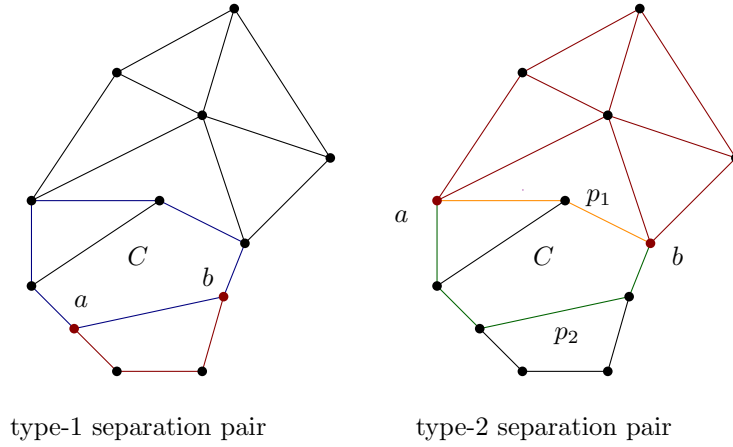 p1
a
b
C
C
b
a
p2
type-1 separation pair
type-2 separation pair